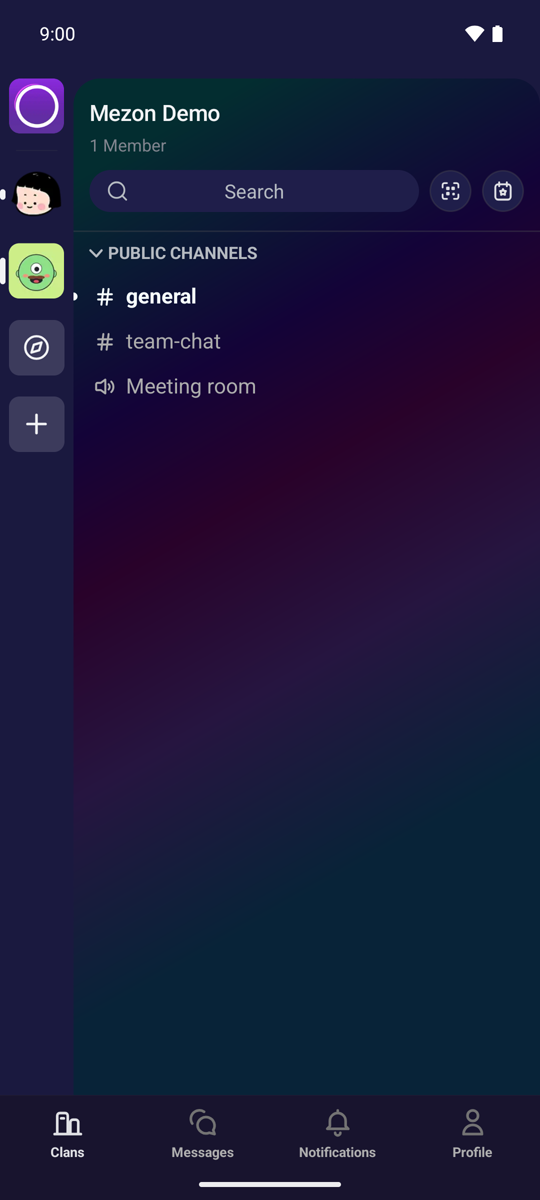 9:00
Mezon Demo
1 Member
Search
PUBLIC CHANNELS
# general
# team-chat
Meeting room
Clans
Messages
Notifications
Profile